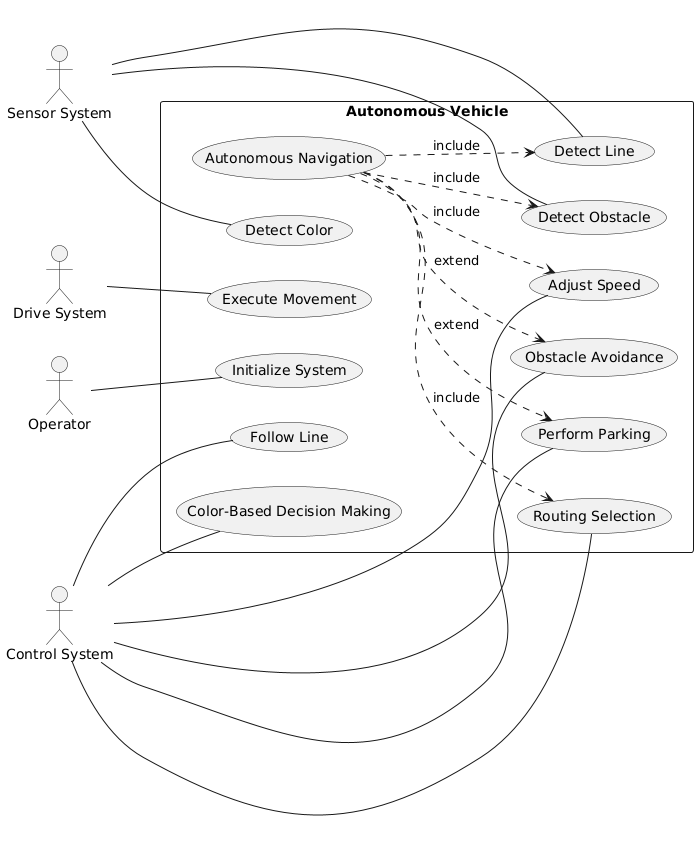 Sensor System
Autonomous Vehicle
Autonomous Navigation
include
Detect Line
include
Detect Obstacle
include
Detect Color
extend
Adjust Speed
Drive System
Execute Movement
extend
Obstacle Avoidance
Operator
Initialize System
include
Perform Parking
Follow Line
Color-Based Decision Making
Routing Selection
Control System